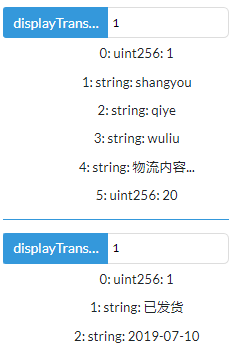 displayTrans... 1
0: uint256: 1
1: string: shangyou
2: string: qiye
3: string: wuliu
4: string: 物流内容...
5: uint256: 20
displayTrans... 1
0: uint256: 1
1: string: 已发货
2: string: 2019-07-10